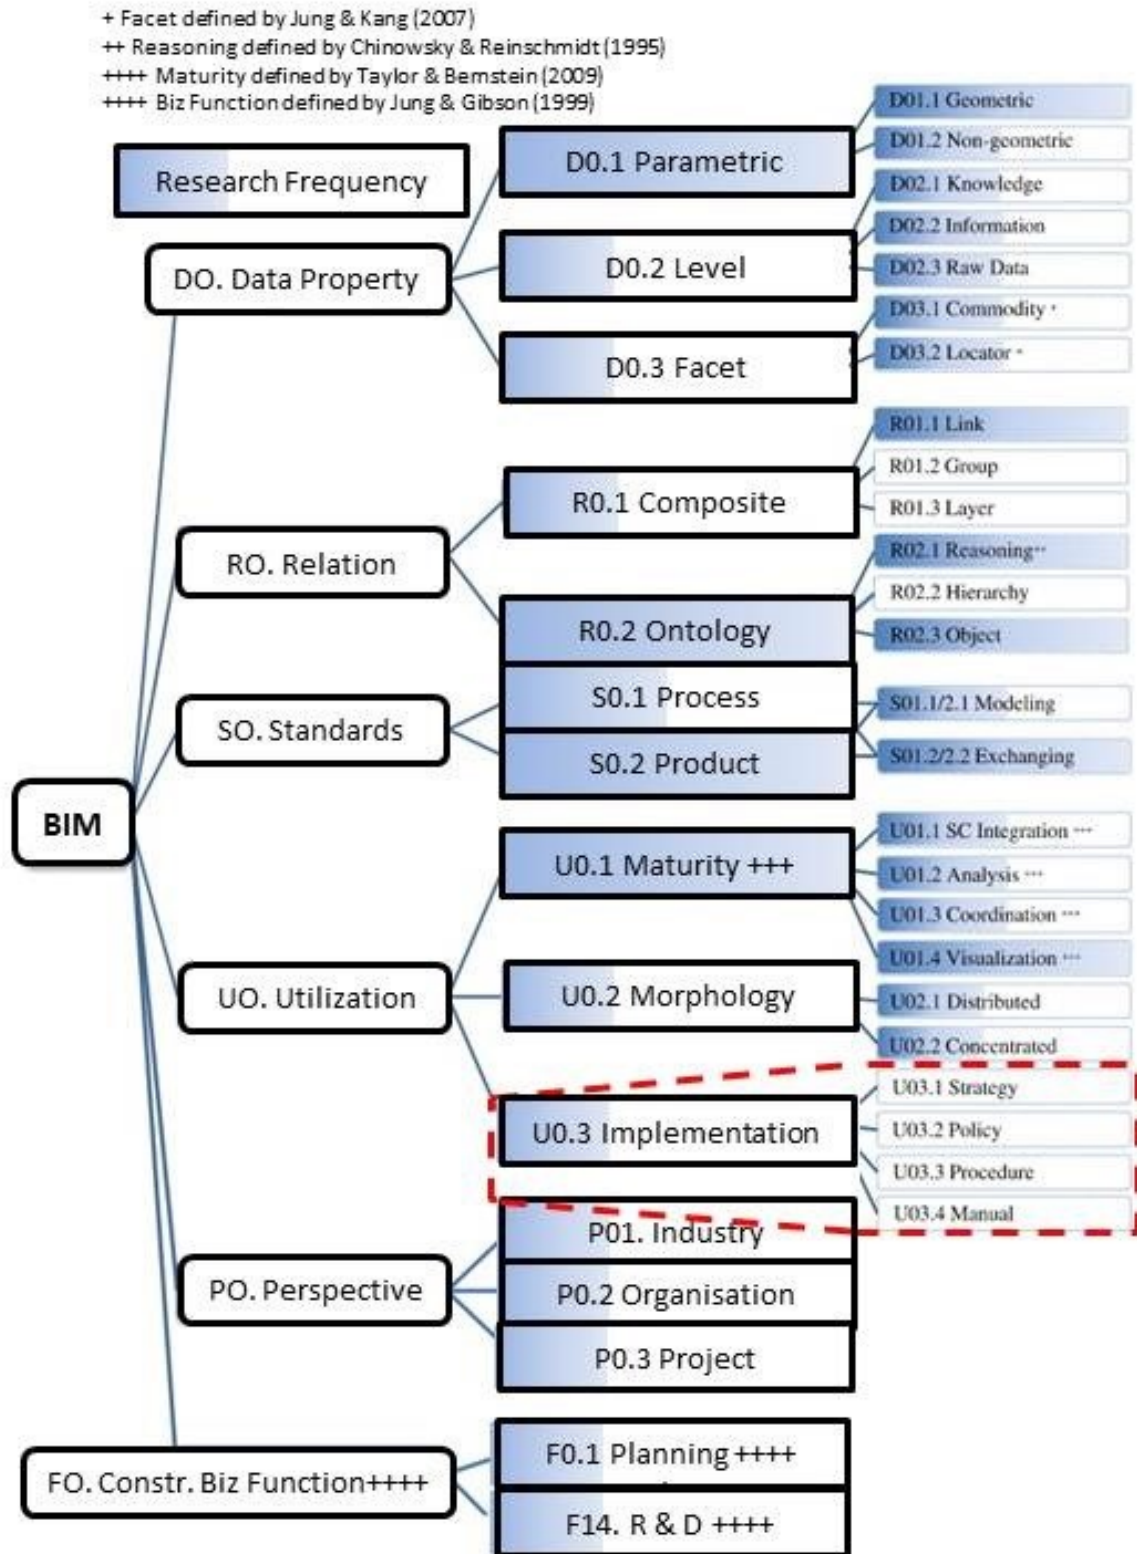 + Facet defined by Jung & Kang (2007)
++ Reasoning defined by Chinowsky & Reinschmidt (1995)
++++ Maturity defined by Taylor & Bernstein (2009)
++++ Biz Function defined by Jung & Gibson (1999)
Research Frequency
BIM
DO. Data Property
D0.1 Parametric
D01.1 Geometric
D01.2 Non-geometric
D0.2 Level
D02.1 Knowledge
D02.2 Information
D02.3 Raw Data
D0.3 Facet
D03.1 Commodity +
D03.2 Locator +
RO. Relation
R0.1 Composite
R01.1 Link
R01.2 Group
R01.3 Layer
R0.2 Ontology
R02.1 Reasoning++
R02.2 Hierarchy
R02.3 Object
SO. Standards
S0.1 Process
S0.2 Product
S01.1/2.1 Modeling
S01.2/2.2 Exchanging
UO. Utilization
U0.1 Maturity +++
U01.1 SC Integration +++
U01.2 Analysis +++
U01.3 Coordination +++
U01.4 Visualization +++
U0.2 Morphology
U02.1 Distributed
U02.2 Concentrated
U0.3 Implementation
U03.1 Strategy
U03.2 Policy
U03.3 Procedure
U03.4 Manual
PO. Perspective
P01. Industry
P0.2 Organisation
P0.3 Project
FO. Constr. Biz Function++++
F0.1 Planning ++++
F14. R & D ++++